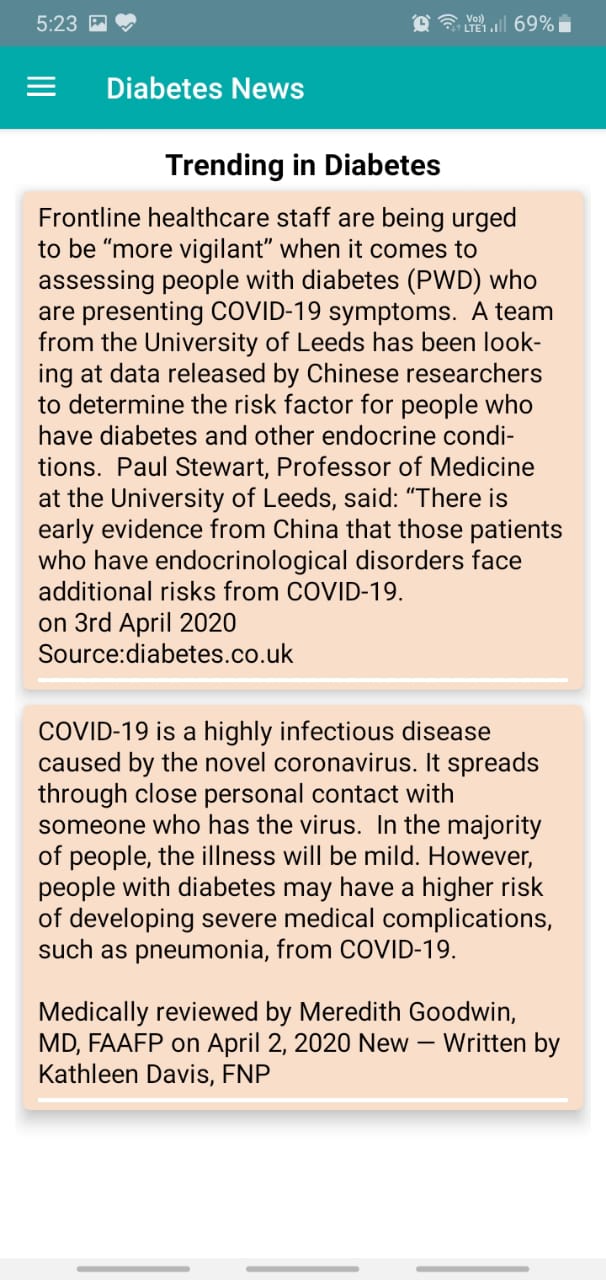 5:23
Vo)) LTE1 69%
Diabetes News
Trending in Diabetes
Frontline healthcare staff are being urged
to be “more vigilant” when it comes to
assessing people with diabetes (PWD) who
are presenting COVID-19 symptoms.  A team
from the University of Leeds has been look-
ing at data released by Chinese researchers
to determine the risk factor for people who
have diabetes and other endocrine condi-
tions.  Paul Stewart, Professor of Medicine
at the University of Leeds, said: “There is
early evidence from China that those patients
who have endocrinological disorders face
additional risks from COVID-19.
on 3rd April 2020
Source:diabetes.co.uk
COVID-19 is a highly infectious disease
caused by the novel coronavirus. It spreads
through close personal contact with
someone who has the virus.  In the majority
of people, the illness will be mild. However,
people with diabetes may have a higher risk
of developing severe medical complications,
such as pneumonia, from COVID-19.
Medically reviewed by Meredith Goodwin,
MD, FAAFP on April 2, 2020 New — Written by
Kathleen Davis, FNP